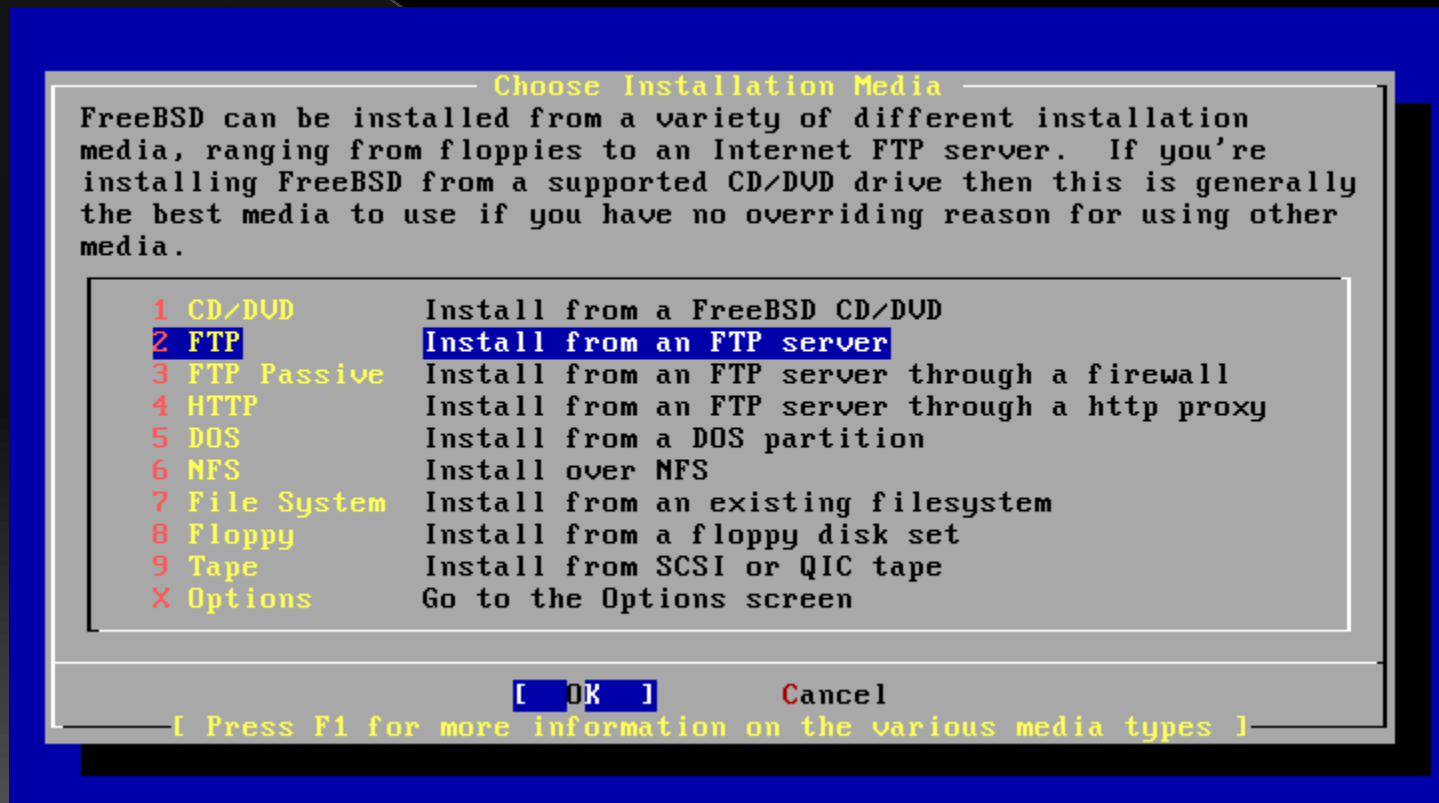 Choose Installation Media
FreeBSD can be installed from a variety of different installation
media, ranging from floppies to an Internet FTP server.  If you're
installing FreeBSD from a supported CD/DVD drive then this is generally
the best media to use if you have no overriding reason for using other
media.
1 CD/DVD Install from a FreeBSD CD/DVD
2 FTP Install from an FTP server
3 FTP Passive Install from an FTP server through a firewall
4 HTTP Install from an FTP server through a http proxy
5 DOS Install from a DOS partition
6 NFS Install over NFS
7 File System Install from an existing filesystem
8 Floppy Install from a floppy disk set
9 Tape Install from SCSI or QIC tape
X Options Go to the Options screen
[ OK ] Cancel
[ Press F1 for more information on the various media types ]